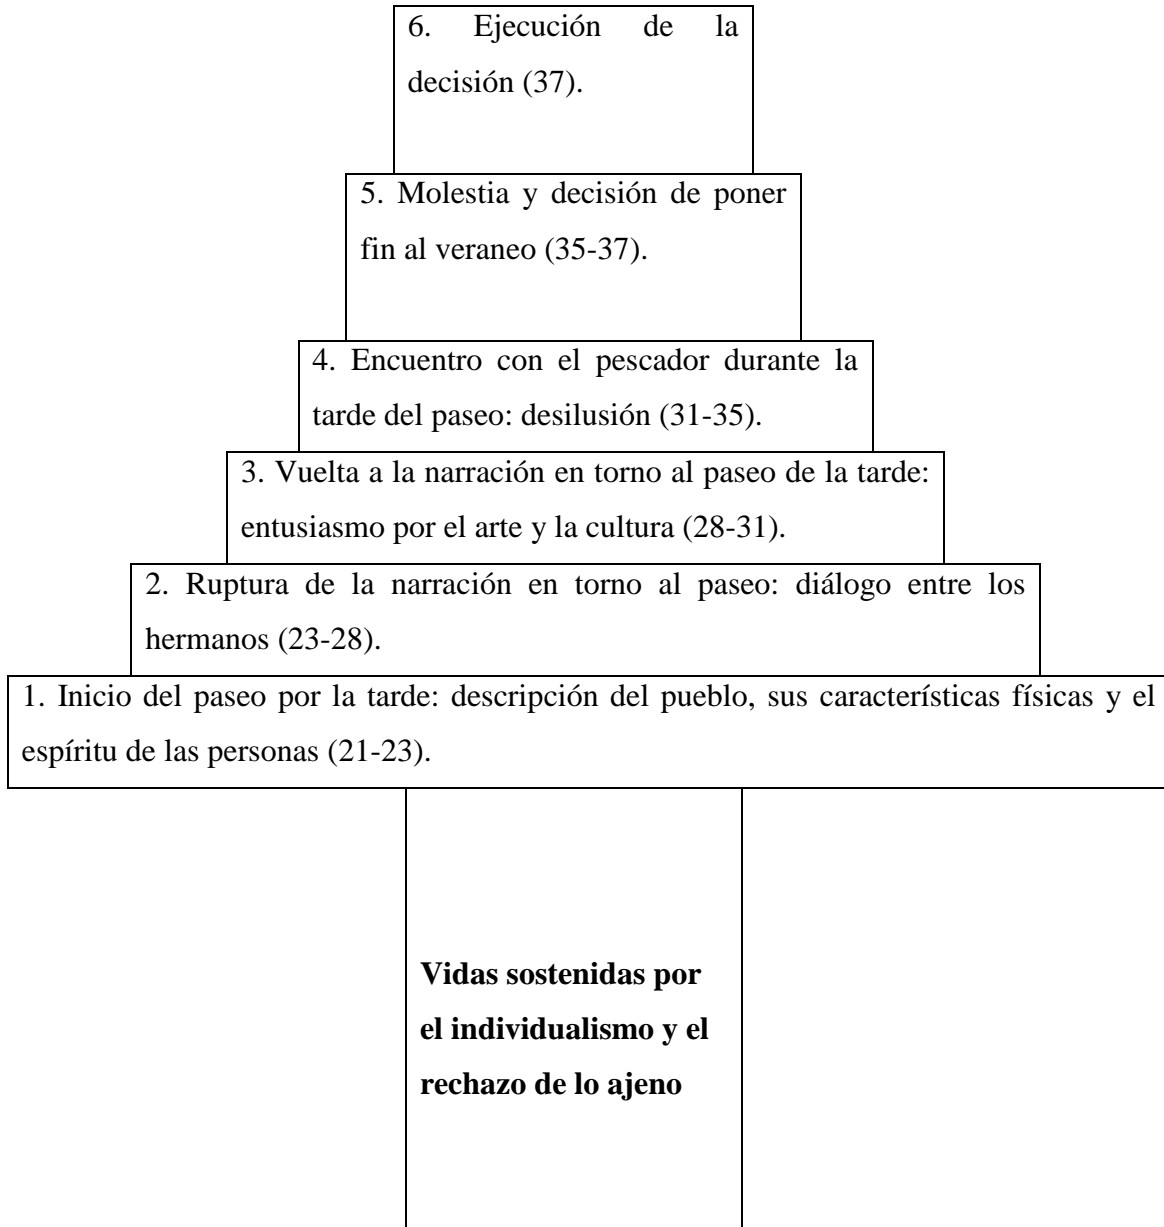 6. Ejecución de la
decisión (37).
5. Molestia y decisión de poner
fin al veraneo (35-37).
4. Encuentro con el pescador durante la
tarde del paseo: desilusión (31-35).
3. Vuelta a la narración en torno al paseo de la tarde:
entusiasmo por el arte y la cultura (28-31).
2. Ruptura de la narración en torno al paseo: diálogo entre los
hermanos (23-28).
1. Inicio del paseo por la tarde: descripción del pueblo, sus características físicas y el
espíritu de las personas (21-23).
Vidas sostenidas por
el individualismo y el
rechazo de lo ajeno